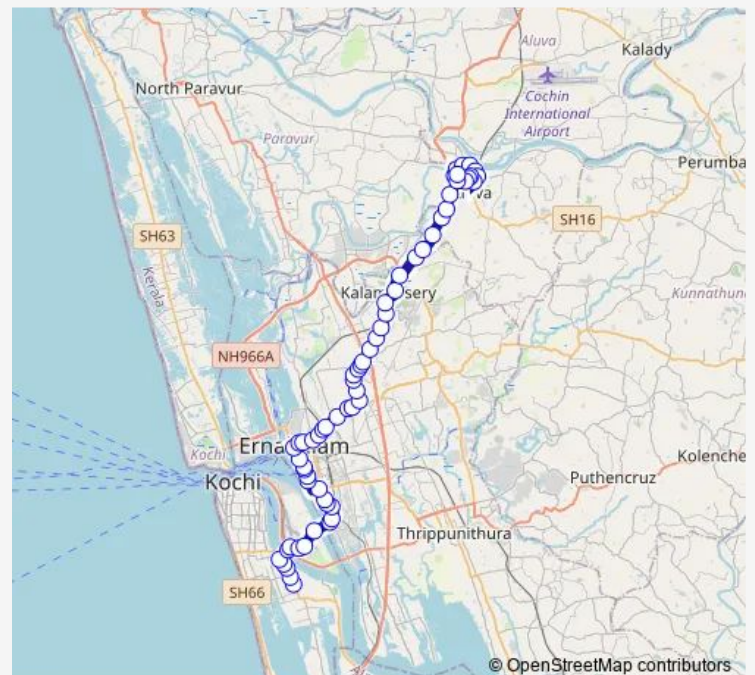 Aluva
Kalady
North Paravur
Cochin
International
Airport
Paravur
Perumba
SH16
SH63
Kerala
Kunnathun
NH966A
Kochi
Kolenche
Kochi
Puthencruz
Thrippunithura
SH66
© OpenStreetMap contributors